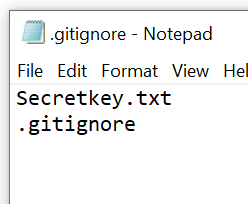 .gitignore - Notepad
File Edit Format View Hel
Secretkey.txt
.gitignore